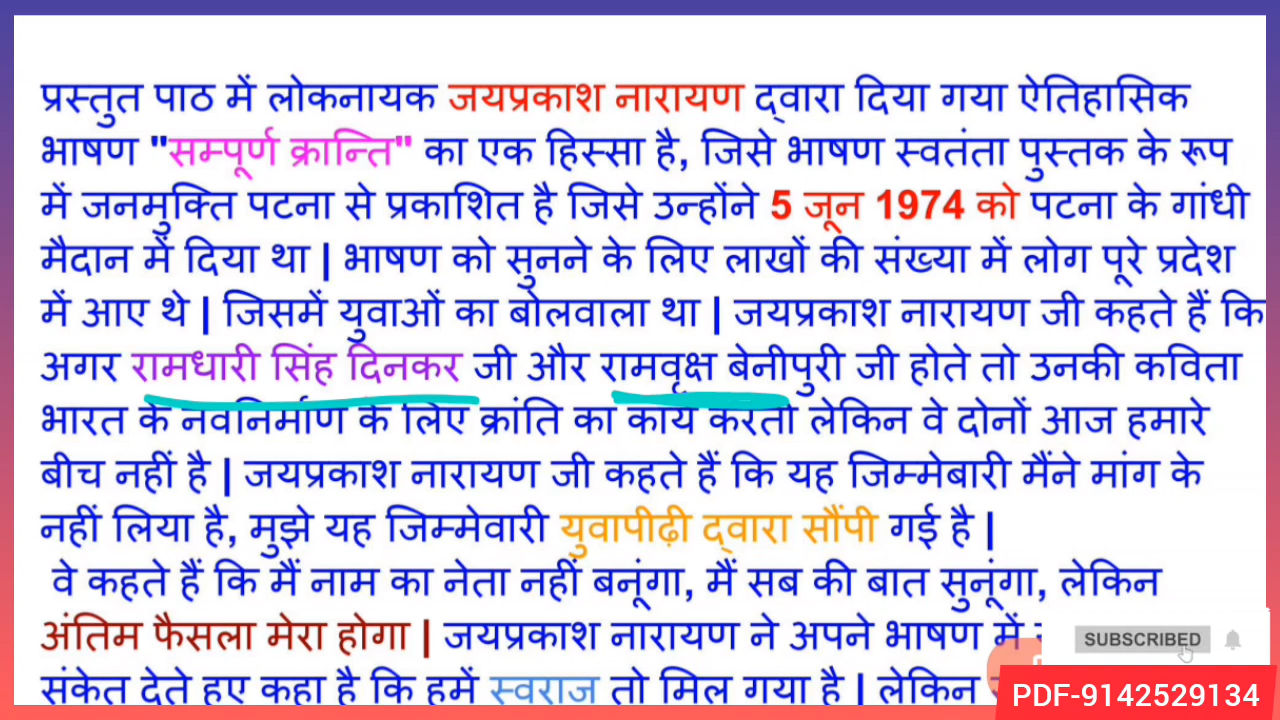 प्रस्तुत पाठ में लोकनायक जयप्रकाश नारायण द्वारा दिया गया ऐतिहासिक
भाषण "सम्पूर्ण क्रान्ति" का एक हिस्सा है, जिसे भाषण स्वतंता पुस्तक के रूप
में जनमुक्ति पटना से प्रकाशित है जिसे उन्होंने 5 जून 1974 को पटना के गांधी
मैदान में दिया था | भाषण को सुनने के लिए लाखों की संख्या में लोग पूरे प्रदेश
में आए थे | जिसमें युवाओं का बोलवाला था | जयप्रकाश नारायण जी कहते हैं कि
अगर रामधारी सिंह दिनकर जी और रामवृक्ष बेनीपुरी जी होते तो उनकी कविता
भारत के नवनिर्माण के लिए क्रांति का कार्य करती लेकिन वे दोनों आज हमारे
बीच नहीं है | जयप्रकाश नारायण जी कहते हैं कि यह जिम्मेबारी मैंने मांग के
नहीं लिया है, मुझे यह जिम्मेवारी युवापीढ़ी द्वारा सौंपी गई है |
वे कहते हैं कि मैं नाम का नेता नहीं बनूंगा, मैं सब की बात सुनूंगा, लेकिन
अंतिम फैसला मेरा होगा | जयप्रकाश नारायण ने अपने भाषण में
संकेत देते हुए कहा है कि हमें स्वराज तो मिल गया है | लेकिन
SUBSCRIBED
PDF-9142529134